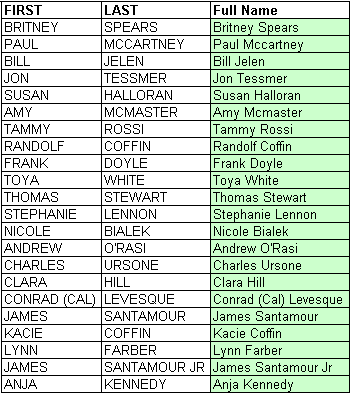 FIRST LAST Full Name
BRITNEY SPEARS Britney Spears
PAUL MCCARTNEY Paul Mccartney
BILL JELEN Bill Jelen
JON TESSMER Jon Tessmer
SUSAN HALLORAN Susan Halloran
AMY MCMASTER Amy Mcmaster
TAMMY ROSSI Tammy Rossi
RANDOLF COFFIN Randolf Coffin
FRANK DOYLE Frank Doyle
TOYA WHITE Toya White
THOMAS STEWART Thomas Stewart
STEPHANIE LENNON Stephanie Lennon
NICOLE BIALEK Nicole Bialek
ANDREW O'RASI Andrew O'Rasi
CHARLES URSONE Charles Ursone
CLARA HILL Clara Hill
CONRAD (CAL) LEVESQUE Conrad (Cal) Levesque
JAMES SANTAMOUR James Santamour
KACIE COFFIN Kacie Coffin
LYNN FARBER Lynn Farber
JAMES SANTAMOUR JR James Santamour Jr
ANJA KENNEDY Anja Kennedy